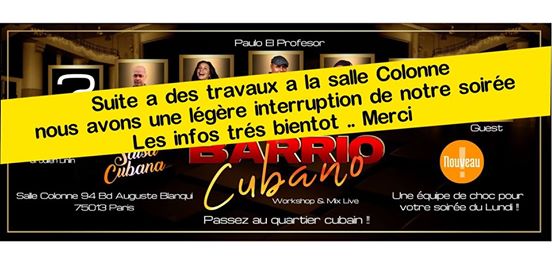 Paulo El Profesor
2
Suite a des travaux a la salle Colonne
nous avons une légère interruption de notre soirée
Les infos trés bientot .. Merci
Guest
Salsa
Cubana
BARRIO
Cubano
Nouveau
!
Salle Colonne 94 Bd Auguste Blanqui
75013 Paris
Workshop & Mix Live
Une équipe de choc pour
votre soirée du Lundi !!
Passez au quartier cubain !!